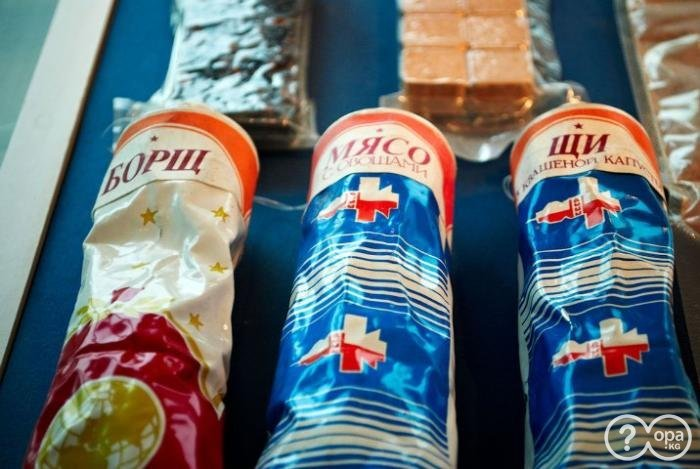 БОРЩ
МЯСО
С ОВОЩАМИ
ЩИ
КВАШЕНОЙ КАПУСТЫ
?
opa
.KG